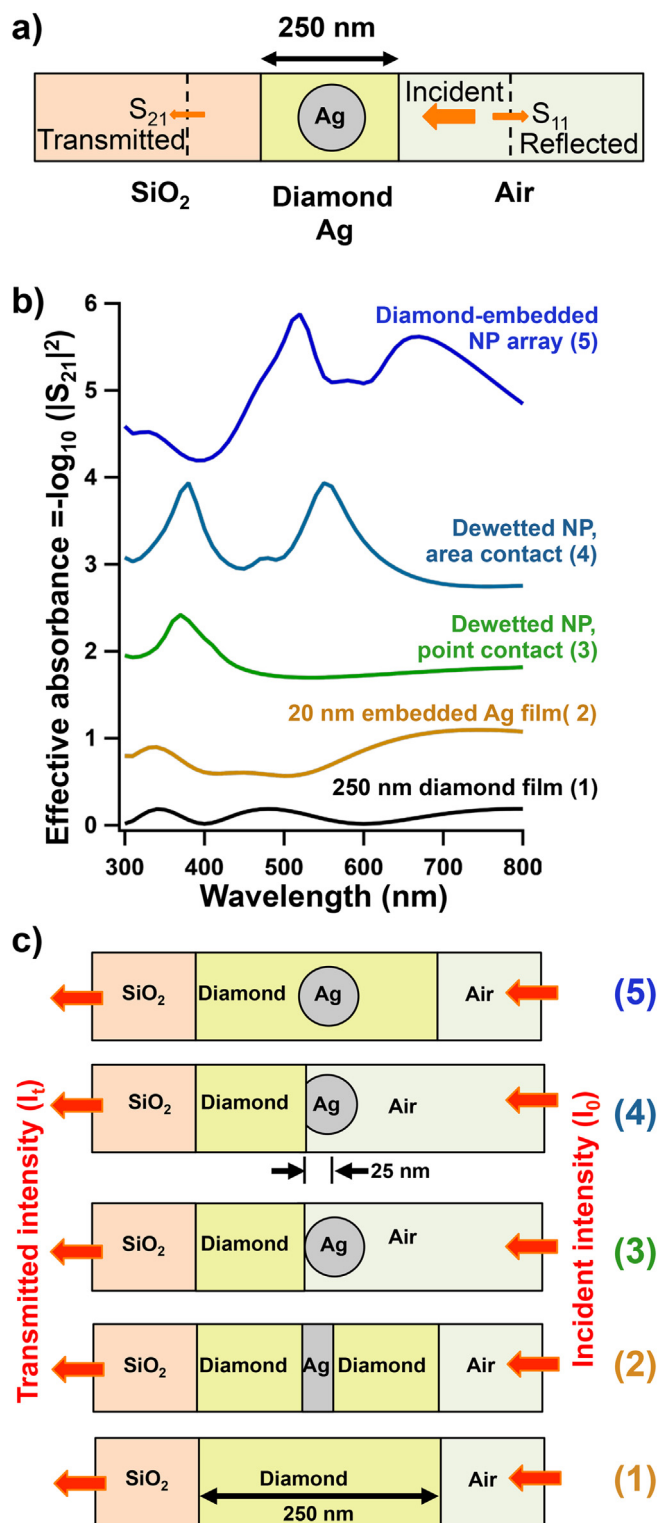 a)
250 nm
S21
Transmitted
Ag
Incident
S11
Reflected
SiO2
Diamond
Ag
Air
b)
Effective absorbance =-log10 (|S21|2)
6
5
4
3
2
1
0
Diamond-embedded
NP array (5)
Dewetted NP,
area contact (4)
Dewetted NP,
point contact (3)
20 nm embedded Ag film( 2)
250 nm diamond film (1)
300 400 500 600 700 800
Wavelength (nm)
c)
Transmitted intensity (It)
Incident intensity (I0)
SiO2 Diamond Ag Air (5)
SiO2 Diamond Ag Air (4)
25 nm
SiO2 Diamond Ag Air (3)
SiO2 Diamond Ag Diamond Air (2)
SiO2 Diamond Air (1)
250 nm